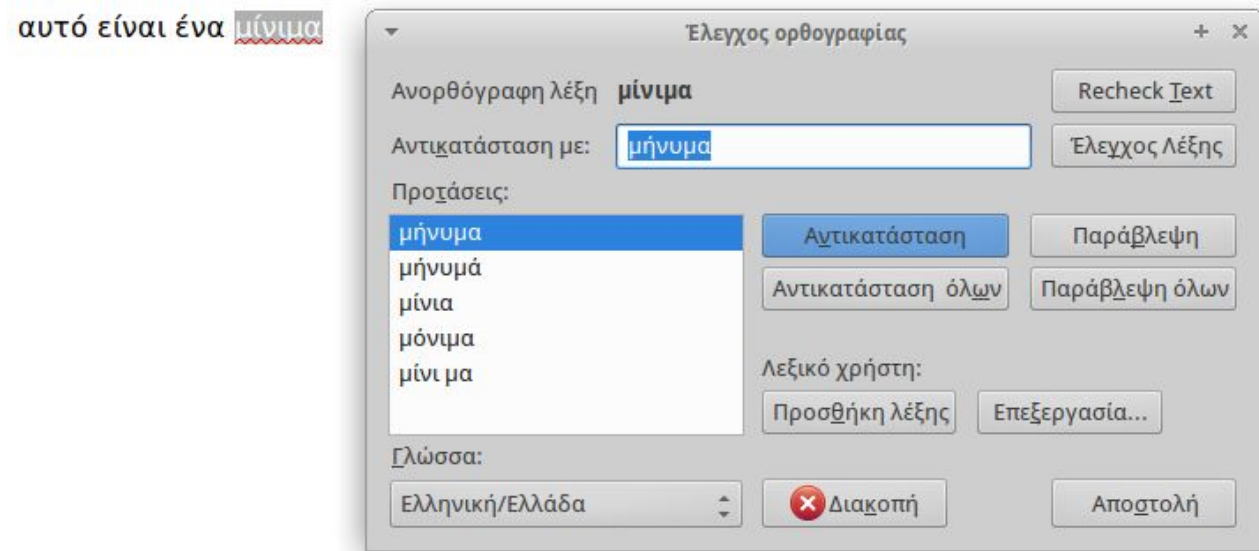 αυτό είναι ένα μίνιμα
Έλεγχος ορθογραφίας
Ανορθόγραφη λέξη μίνιμα
Recheck Text
Αντικατάσταση με: μήνυμα
Έλεγχος Λέξης
Προτάσεις:
μήνυμα
μήνυμά
μίνια
μόνιμα
μίνι μα
Αντικατάσταση
Παράβλεψη
Αντικατάσταση όλων
Παράβλεψη όλων
Λεξικό χρήστη:
Προσθήκη λέξης
Επεξεργασία...
Γλώσσα:
Ελληνική/Ελλάδα
Διακοπή
Αποστολή